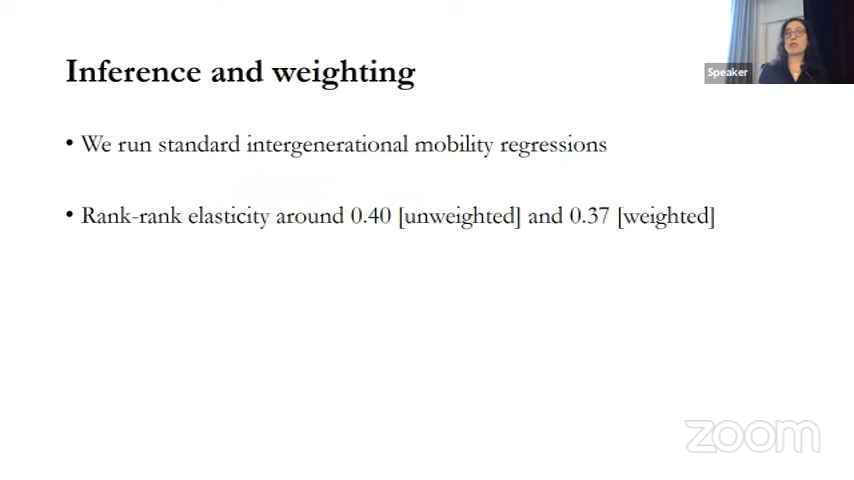 Inference and weighting
Speaker
• We run standard intergenerational mobility regressions
• Rank-rank elasticity around 0.40 [unweighted] and 0.37 [weighted]
zoom